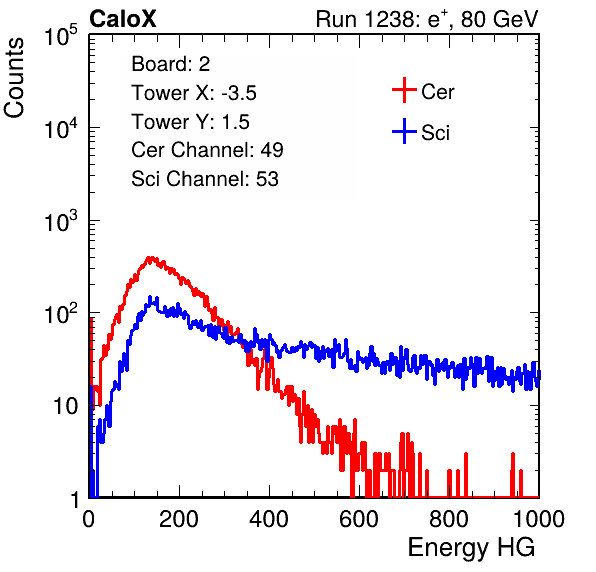 CaloX Run 1238: e⁺, 80 GeV
Counts
Board: 2
Tower X: -3.5
Tower Y: 1.5
Cer Channel: 49
Sci Channel: 53
Cer
Sci
10⁵
10⁴
10³
10²
10
1
0 200 400 600 800 1000
Energy HG